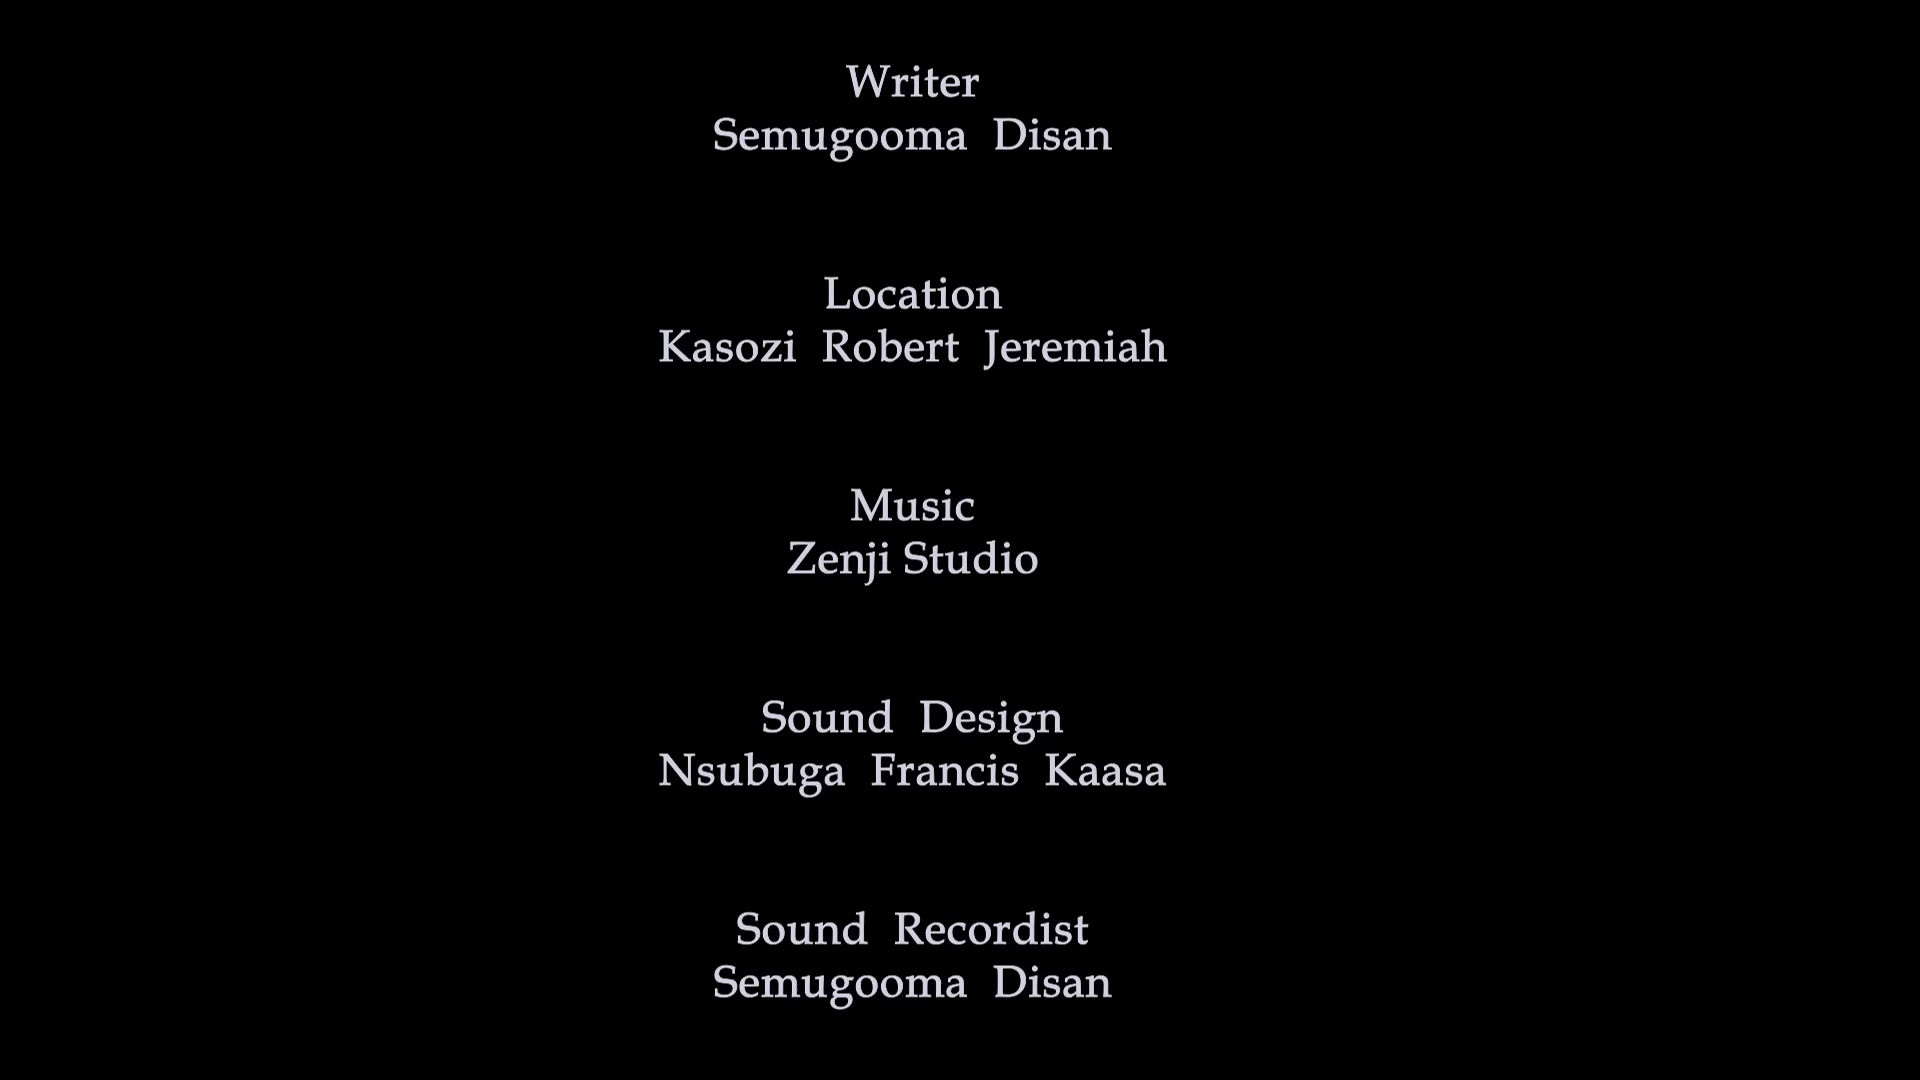 Writer
Semugooma Disan
Location
Kasozi Robert Jeremiah
Music
Zenji Studio
Sound Design
Nsubuga Francis Kaasa
Sound Recordist
Semugooma Disan